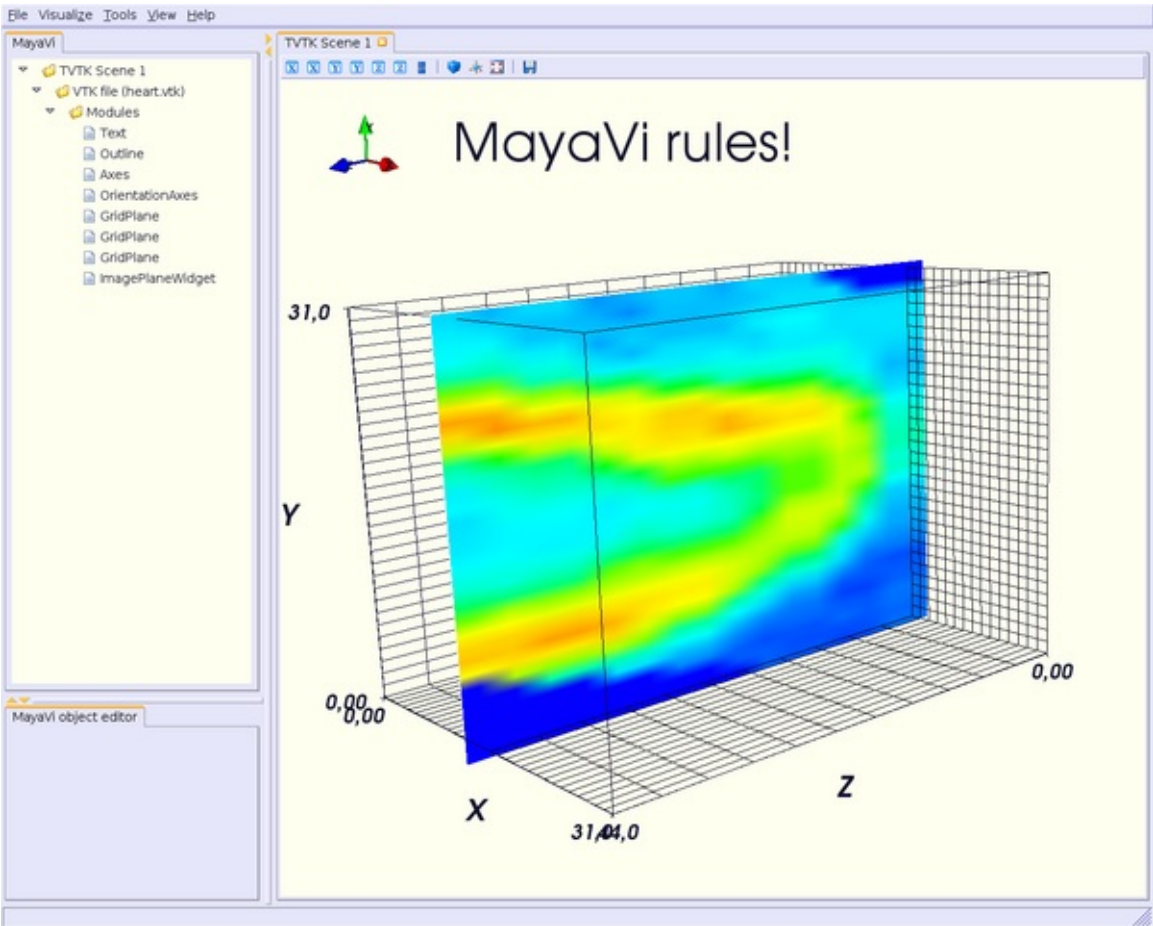 File Visualize Tools View Help
MayaVi
TVTK Scene 1
VTK file (heart.vtk)
Modules
Text
Outline
Axes
OrientationAxes
GridPlane
GridPlane
GridPlane
ImagePlaneWidget
MayaVi object editor
TVTK Scene 1
X X Y Y Z Z
MayaVi rules!
31,0
Y
0,00
0,00
X
Z
0,00